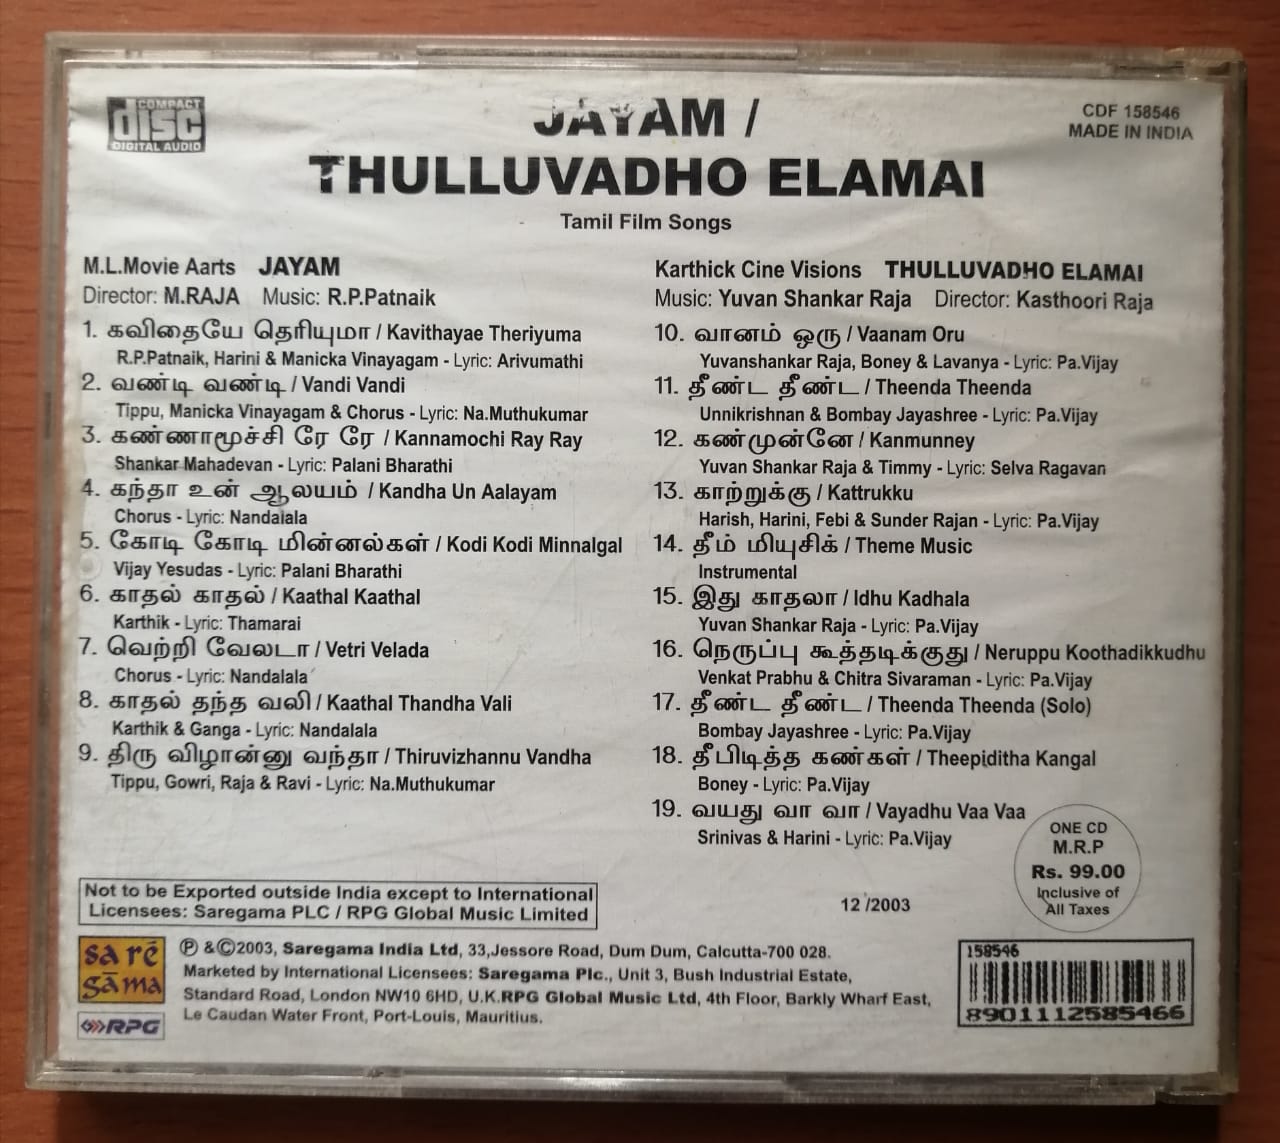 COMPACT
disc
DIGITAL AUDIO
JAYAM /
THULLUVADHO ELAMAI
Tamil Film Songs
CDF 158546
MADE IN INDIA
M.L.Movie Aarts JAYAM
Director: M.RAJA Music: R.P.Patnaik
1. கவிதையே தெரியுமா / Kavithayae Theriyuma
R.P.Patnaik, Harini & Manicka Vinayagam - Lyric: Arivumathi
2. வண்டி வண்டி / Vandi Vandi
Tippu, Manicka Vinayagam & Chorus - Lyric: Na.Muthukumar
3. கண்ணாமூச்சி ரே ரே / Kannamochi Ray Ray
Shankar Mahadevan - Lyric: Palani Bharathi
4. கந்தா உன் ஆலயம் / Kandha Un Aalayam
Chorus - Lyric: Nandalala
5. கோடி கோடி மின்னல்கள் / Kodi Kodi Minnalgal
Vijay Yesudas - Lyric: Palani Bharathi
6. காதல் காதல் / Kaathal Kaathal
Karthik - Lyric: Thamarai
7. வெற்றி வேலடா / Vetri Velada
Chorus - Lyric: Nandalala
8. காதல் தந்த வலி / Kaathal Thandha Vali
Karthik & Ganga - Lyric: Nandalala
9. திரு விழான்னு வந்தா / Thiruvizhannu Vandha
Tippu, Gowri, Raja & Ravi - Lyric: Na.Muthukumar
Karthick Cine Visions THULLUVADHO ELAMAI
Music: Yuvan Shankar Raja Director: Kasthoori Raja
10. வானம் ஒரு / Vaanam Oru
Yuvanshankar Raja, Boney & Lavanya - Lyric: Pa.Vijay
11. தீண்ட தீண்ட / Theenda Theenda
Unnikrishnan & Bombay Jayashree - Lyric: Pa.Vijay
12. கண்முன்னே / Kanmunney
Yuvan Shankar Raja & Timmy - Lyric: Selva Ragavan
13. காற்றுக்கு / Kattrukku
Harish, Harini, Febi & Sunder Rajan - Lyric: Pa.Vijay
14. தீம் மியுசிக் / Theme Music
Instrumental
15. இது காதலா / Idhu Kadhala
Yuvan Shankar Raja - Lyric: Pa.Vijay
16. நெருப்பு கூத்தடிக்குது / Neruppu Koothadikkudhu
Venkat Prabhu & Chitra Sivaraman - Lyric: Pa.Vijay
17. தீண்ட தீண்ட / Theenda Theenda (Solo)
Bombay Jayashree - Lyric: Pa.Vijay
18. தீபிடித்த கண்கள் / Theepiditha Kangal
Boney - Lyric: Pa.Vijay
19. வயது வா வா / Vayadhu Vaa Vaa
Srinivas & Harini - Lyric: Pa.Vijay
ONE CD
M.R.P
Rs. 99.00
Inclusive of
All Taxes
Not to be Exported outside India except to International
Licensees: Saregama PLC / RPG Global Music Limited
12 /2003
sa rē
gāma
RPG
℗ &©2003, Saregama India Ltd, 33,Jessore Road, Dum Dum, Calcutta-700 028.
Marketed by International Licensees: Saregama Plc., Unit 3, Bush Industrial Estate,
Standard Road, London NW10 6HD, U.K.RPG Global Music Ltd, 4th Floor, Barkly Wharf East,
Le Caudan Water Front, Port-Louis, Mauritius.
158546
8901112585466